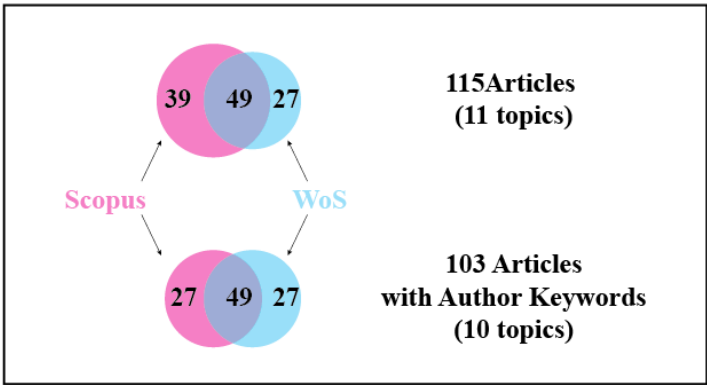 39 49 27
115Articles
(11 topics)
Scopus WoS
27 49 27
103 Articles
with Author Keywords
(10 topics)